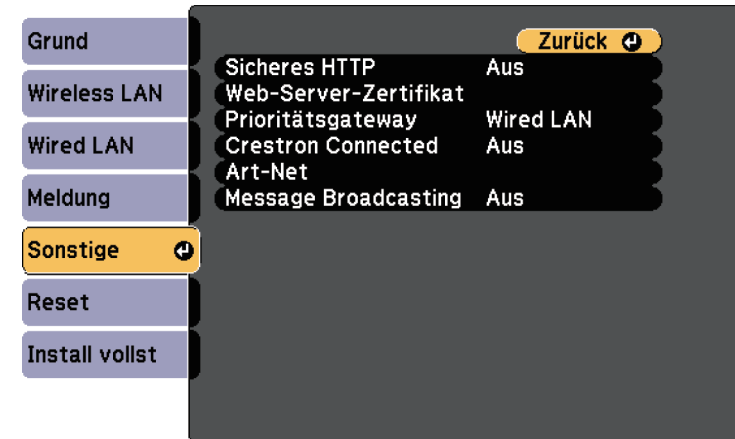 Grund
Wireless LAN
Wired LAN
Meldung
Sonstige
Reset
Install vollst
Zurück
Sicheres HTTP Aus
Web-Server-Zertifikat
Prioritätsgateway Wired LAN
Crestron Connected Aus
Art-Net
Message Broadcasting Aus